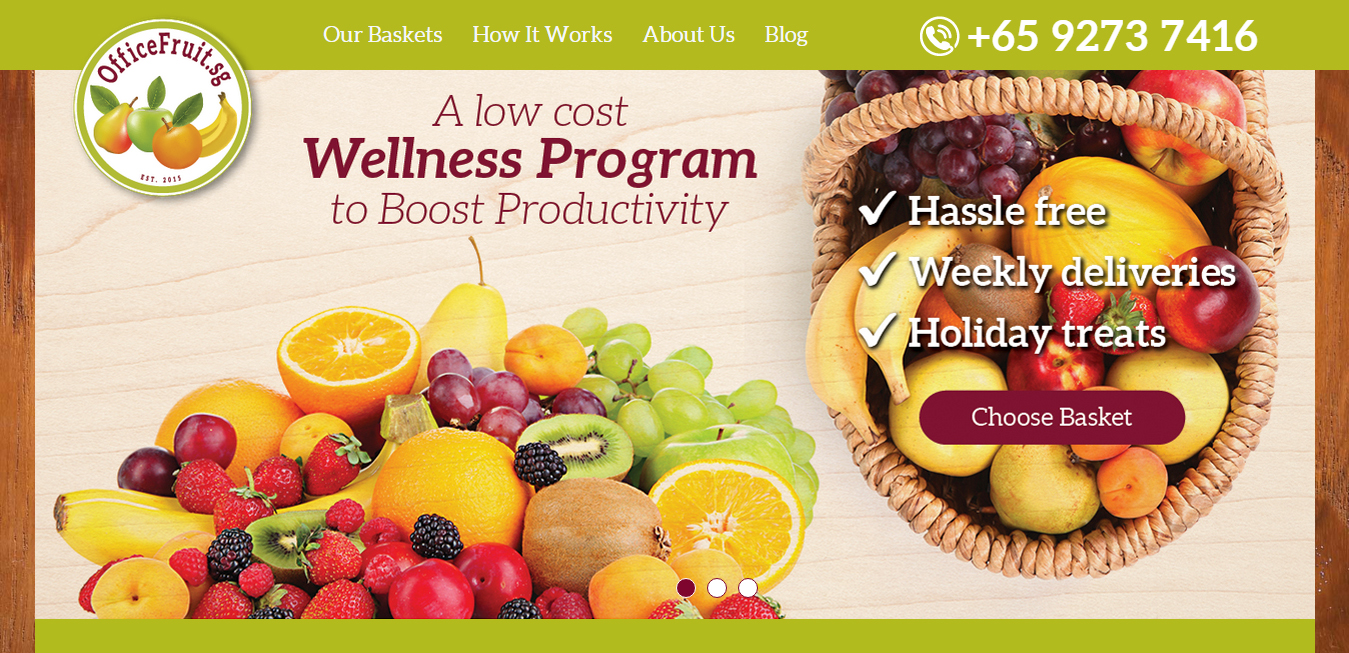 OfficeFruit.sg
EST. 2015
Our Baskets
How It Works
About Us
Blog
+65 9273 7416
A low cost
Wellness Program
to Boost Productivity
Hassle free
Weekly deliveries
Holiday treats
Choose Basket